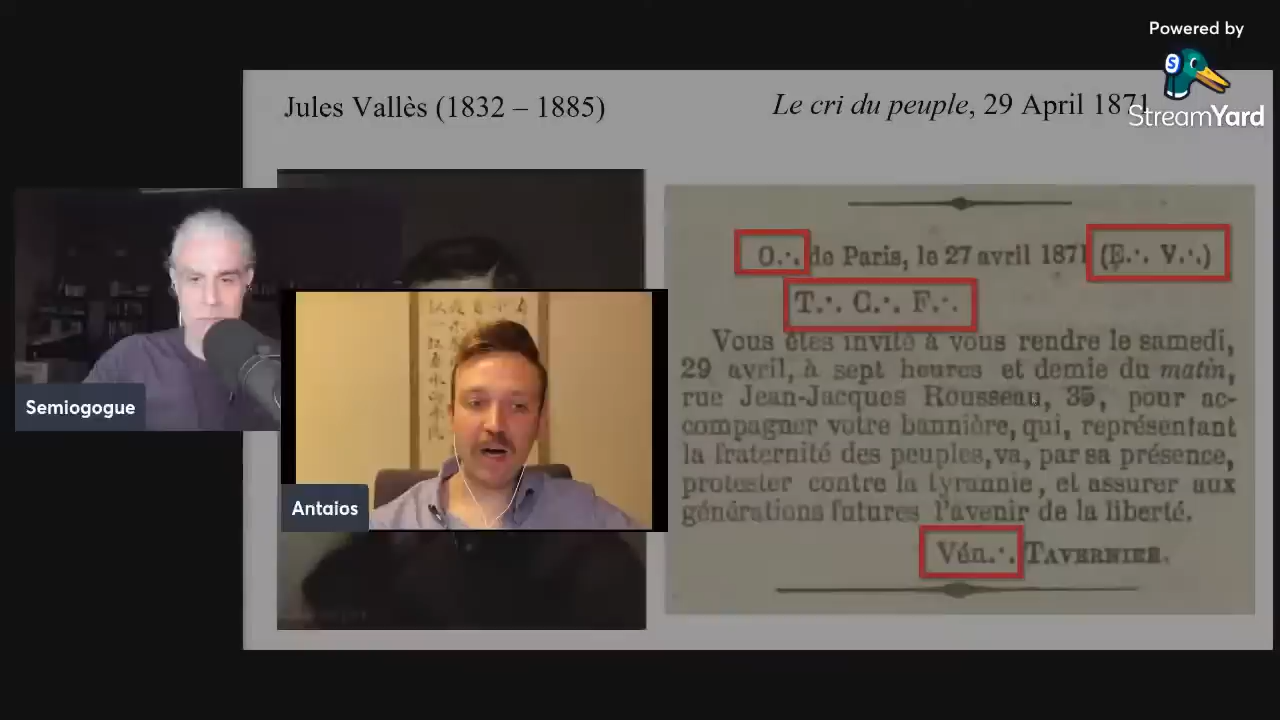 Powered by
StreamYard
Jules Vallès (1832 – 1885)
Le cri du peuple, 29 April 1871
O.·. de Paris, le 27 avril 1871 (E.·. V.·.)
T.·. C.·. F.·.
Vous êtes invité à vous rendre le samedi,
29 avril, à sept heures et demie du matin,
rue Jean-Jacques Rousseau, 35, pour ac-
compagner votre bannière, qui, représentant
la fraternité des peuples, va, par sa présence,
protester contre la tyrannie, et assurer aux
générations futures l'avenir de la liberté.
Vén.·. TAVERNIER.
Semiogogue
Antaios